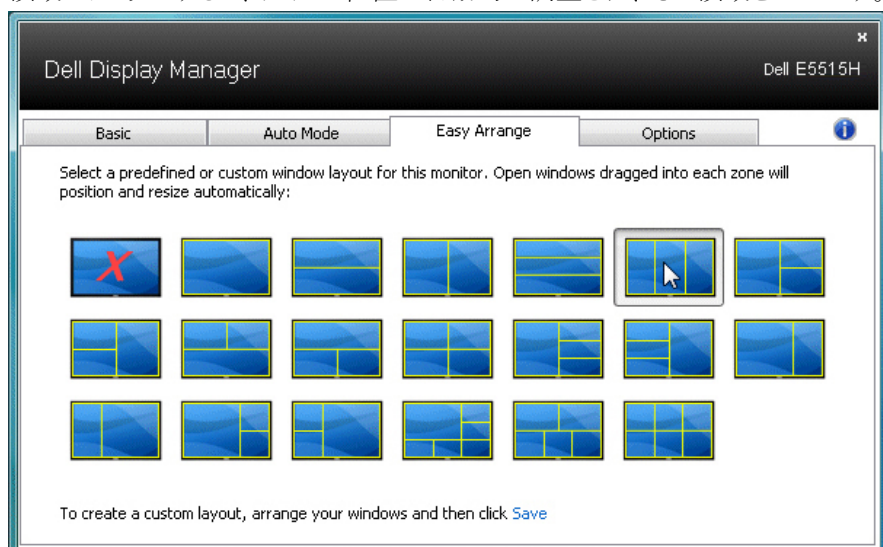 Dell Display Manager
Dell E5515H
Basic
Auto Mode
Easy Arrange
Options
Select a predefined or custom window layout for this monitor. Open windows dragged into each zone will
position and resize automatically:
To create a custom layout, arrange your windows and then click Save